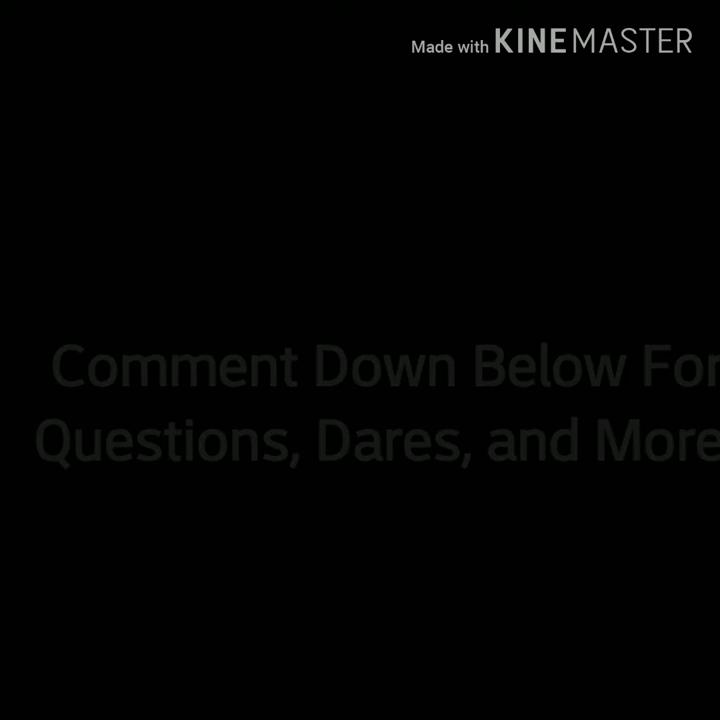 Made with KINEMASTER
Comment Down Below For
Questions, Dares, and More